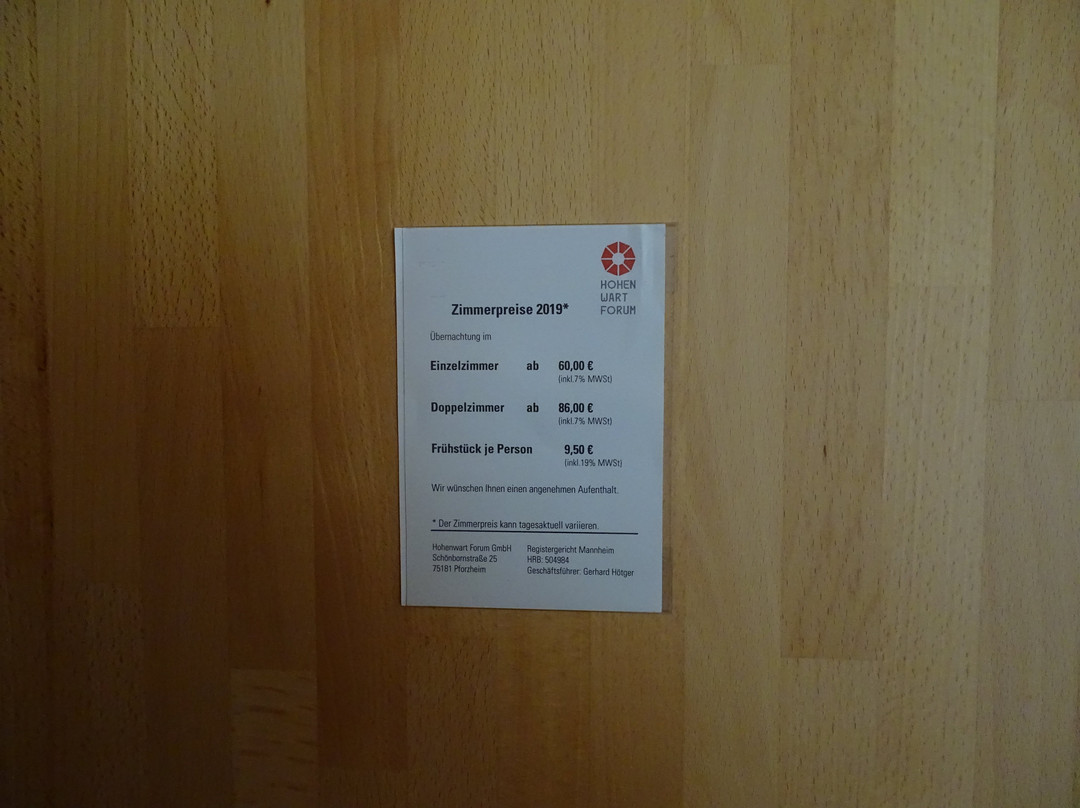 HOHEN
WART
FORUM
Zimmerpreise 2019*
Übernachtung im
Einzelzimmer ab 60,00 €
(inkl.7% MWSt)
Doppelzimmer ab 86,00 €
(inkl.7% MWSt)
Frühstück je Person 9,50 €
(inkl.19% MWSt)
Wir wünschen Ihnen einen angenehmen Aufenthalt.
* Der Zimmerpreis kann tagesaktuell variieren.
Hohenwart Forum GmbH Registergericht Mannheim
Schönbornstraße 25 HRB: 504984
75181 Pforzheim Geschäftsführer: Gerhard Hötger